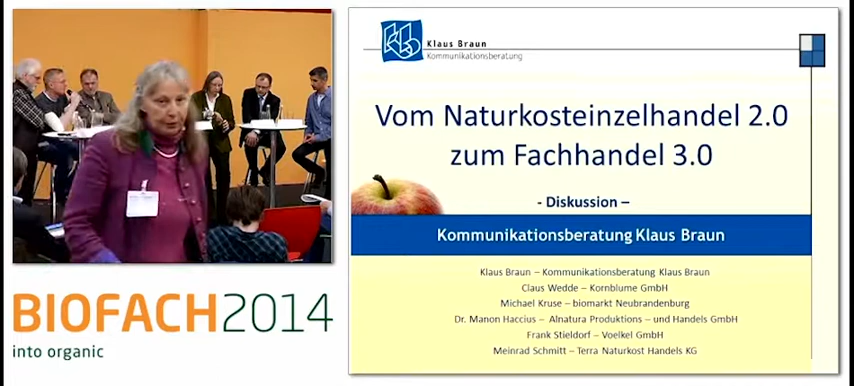 BIOFACH2014
into organic
Klaus Braun
Kommunikationsberatung
Vom Naturkosteinzelhandel 2.0
zum Fachhandel 3.0
- Diskussion –
Kommunikationsberatung Klaus Braun
Klaus Braun – Kommunikationsberatung Klaus Braun
Claus Wedde – Kornblume GmbH
Michael Kruse – biomarkt Neubrandenburg
Dr. Manon Haccius – Alnatura Produktions – und Handels GmbH
Frank Stieldorf – Voelkel GmbH
Meinrad Schmitt – Terra Naturkost Handels KG